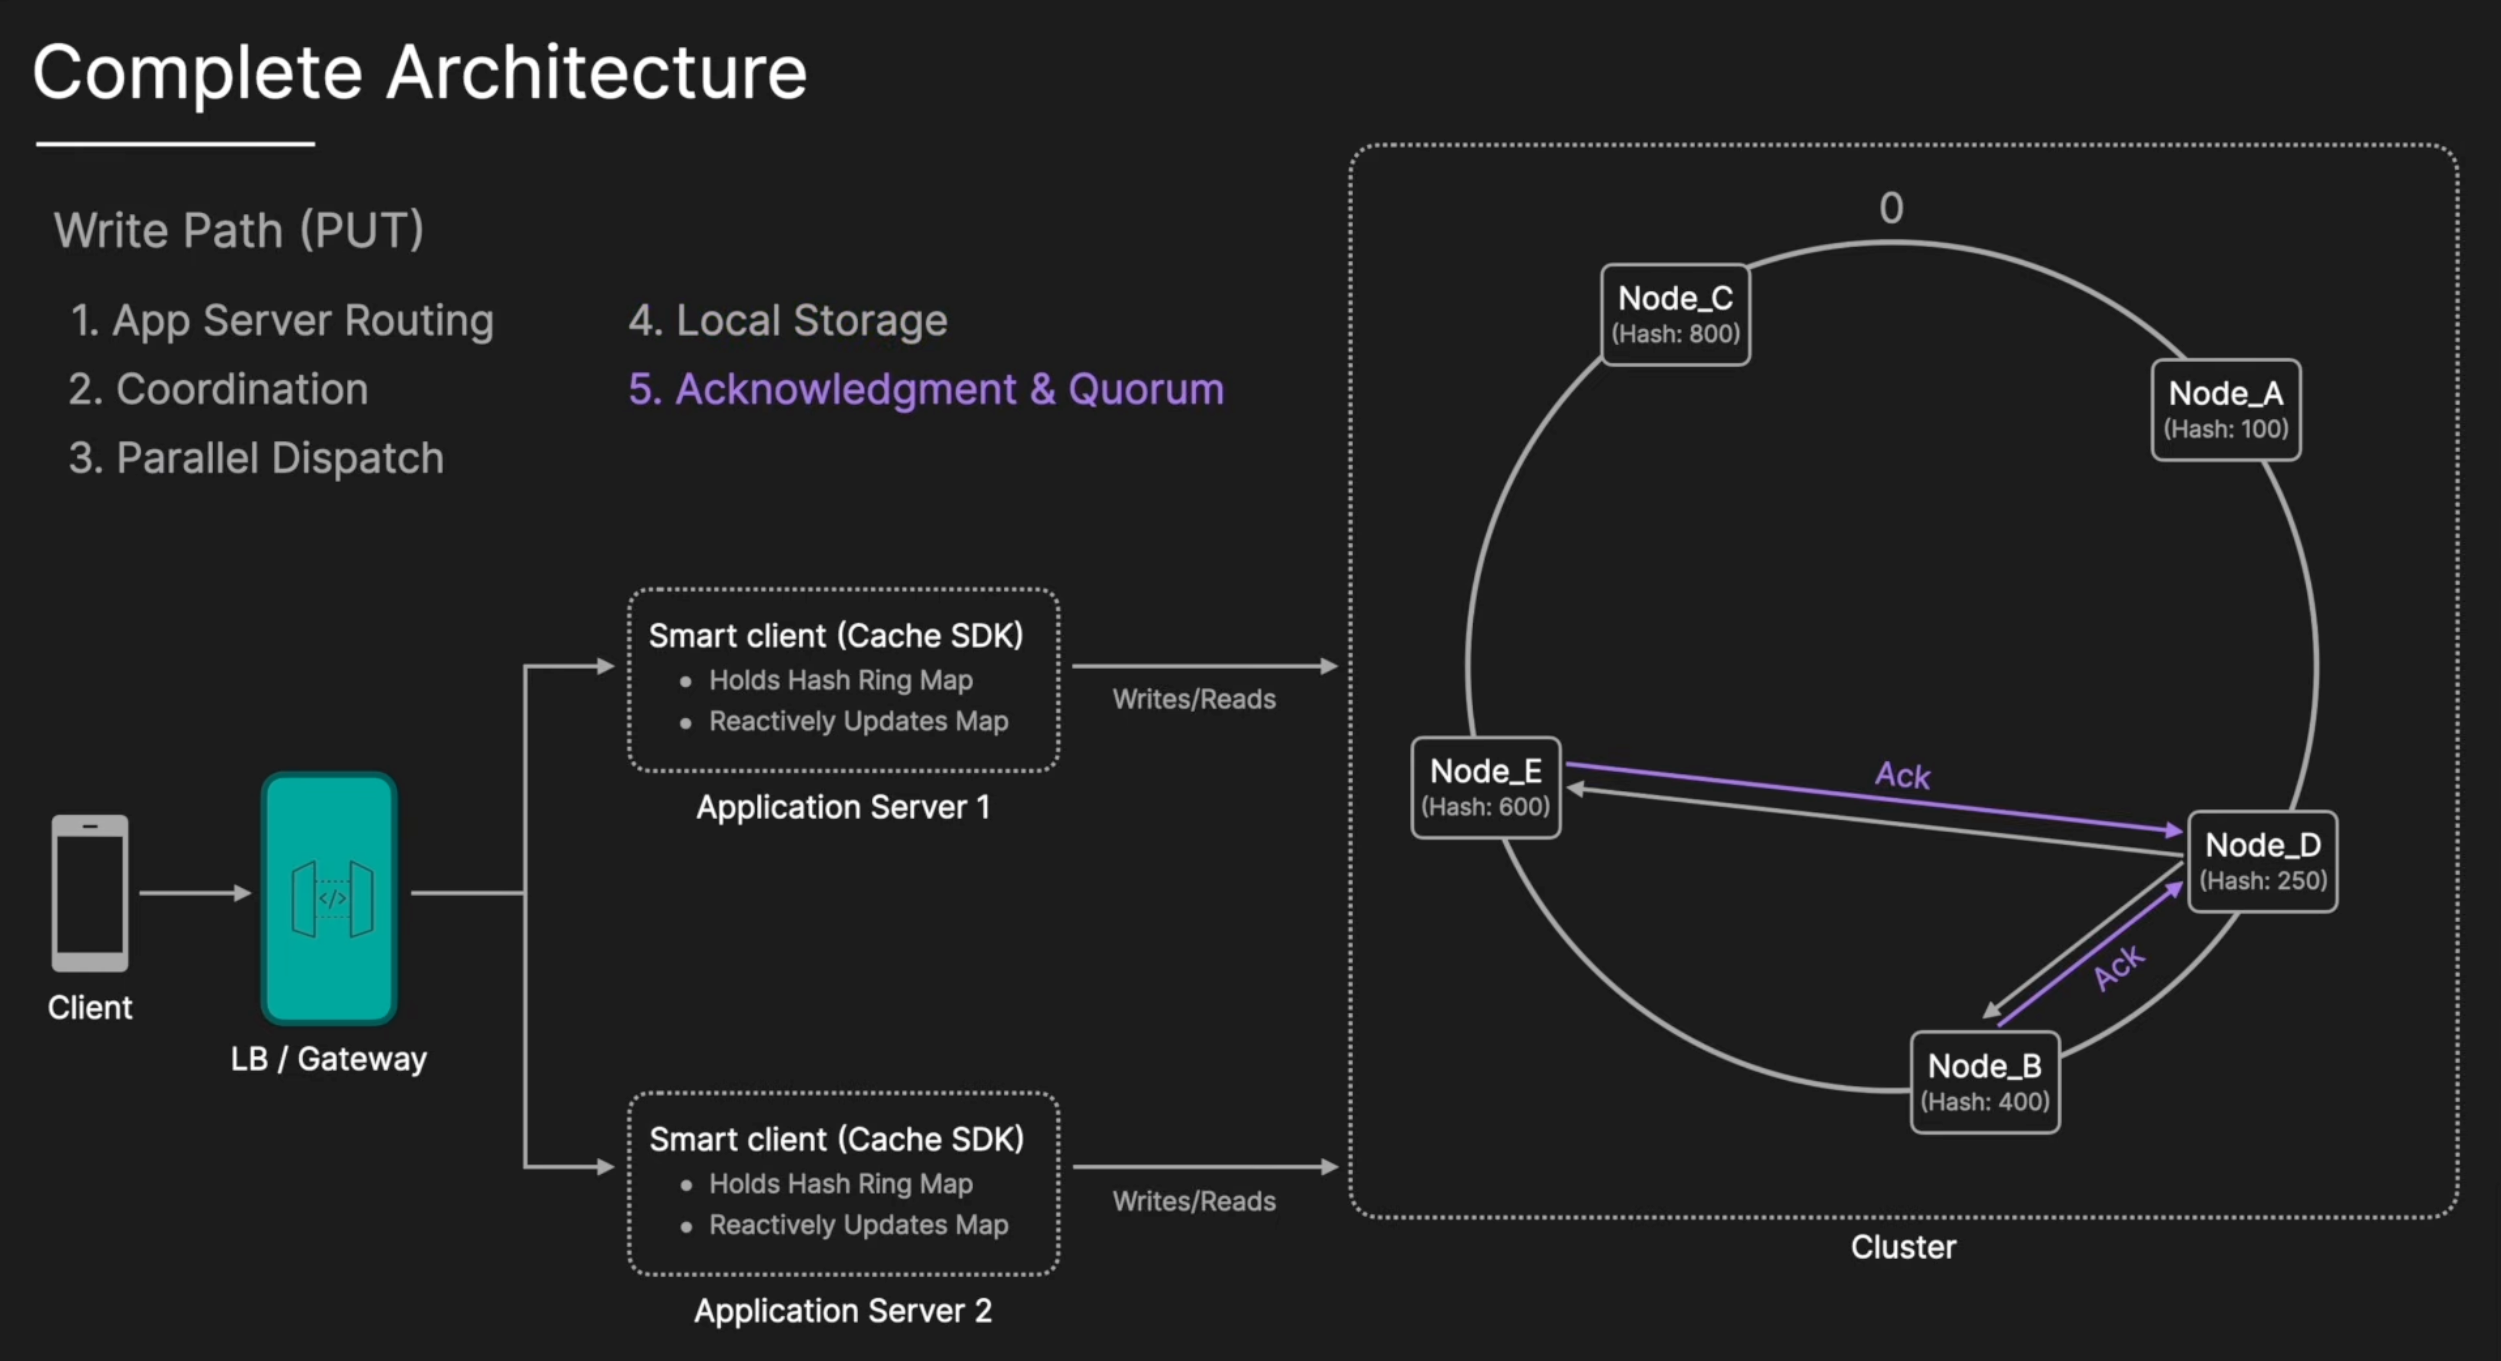 Complete Architecture
Write Path (PUT)
1. App Server Routing
2. Coordination
3. Parallel Dispatch
4. Local Storage
5. Acknowledgment & Quorum
Client
</>
LB / Gateway
Smart client (Cache SDK)
• Holds Hash Ring Map
• Reactively Updates Map
Application Server 1
Writes/Reads
Smart client (Cache SDK)
• Holds Hash Ring Map
• Reactively Updates Map
Application Server 2
Writes/Reads
0
Node_C
(Hash: 800)
Node_A
(Hash: 100)
Node_E
(Hash: 600)
Ack
Node_D
(Hash: 250)
Ack
Node_B
(Hash: 400)
Cluster